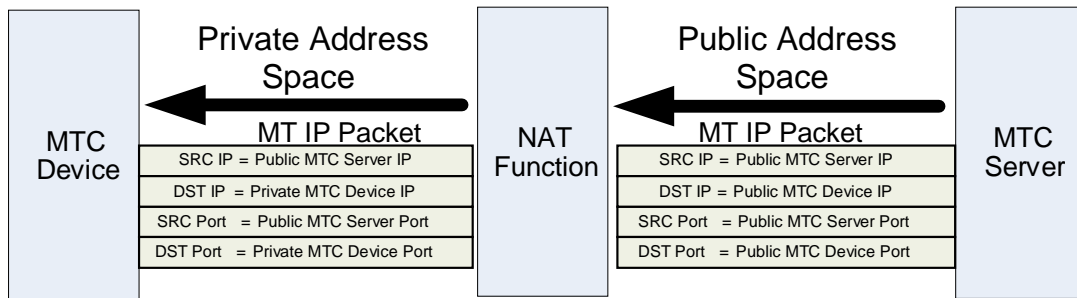 MTC
Device
Private Address
Space
MT IP Packet
SRC IP = Public MTC Server IP
DST IP = Private MTC Device IP
SRC Port = Public MTC Server Port
DST Port = Private MTC Device Port
NAT
Function
Public Address
Space
MT IP Packet
SRC IP = Public MTC Server IP
DST IP = Public MTC Device IP
SRC Port = Public MTC Server Port
DST Port = Public MTC Device Port
MTC
Server